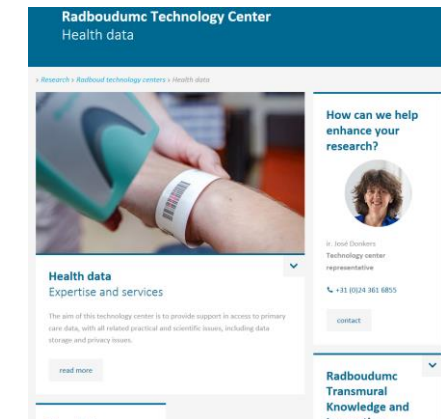 Radboudumc Technology Center
Health data
› Research › Radboud technology centers › Health data
Health data
Expertise and services
The aim of this technology center is to provide support in access to primary
care data, with all related practical and scientific issues, including data
storage and privacy issues.
read more
How can we help
enhance your
research?
ir. José Donkers
Technology center
representative
+31 (0)24 361 6855
contact
Radboudumc
Transmural
Knowledge and